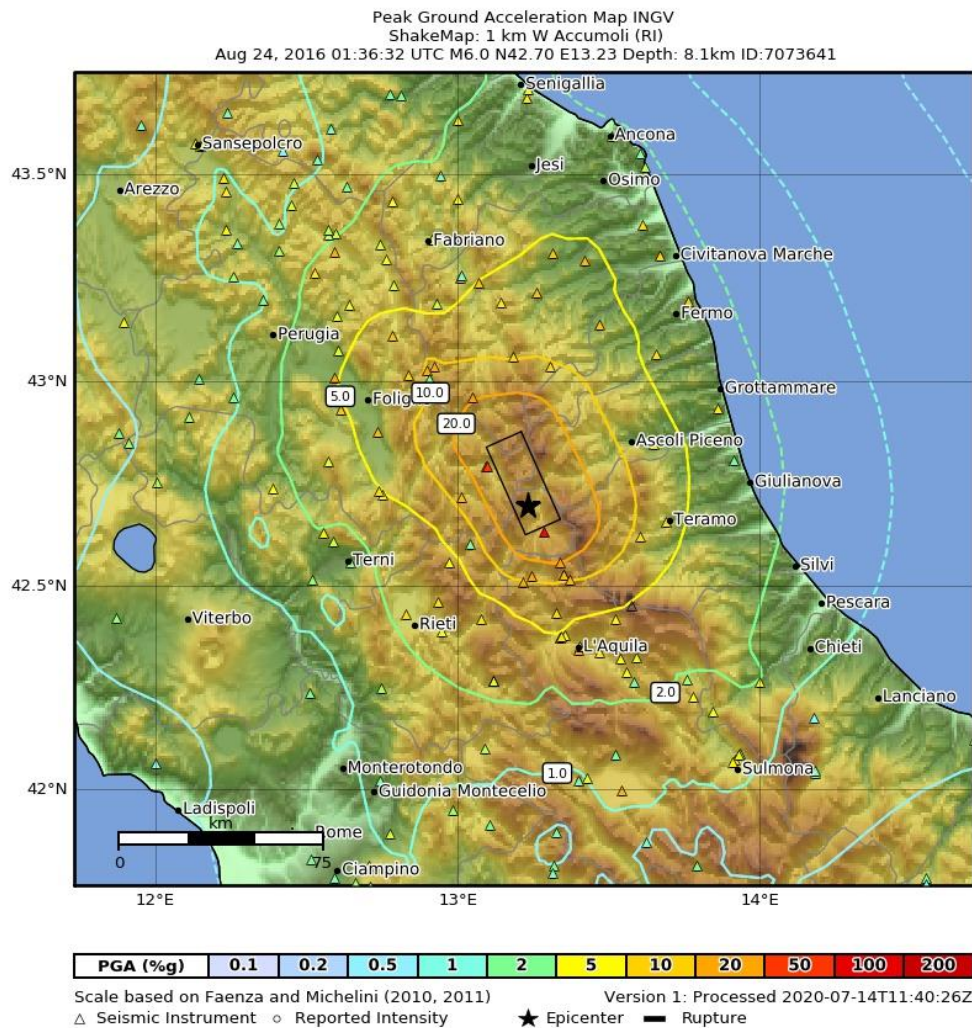 Peak Ground Acceleration Map INGV
ShakeMap: 1 km W Accumoli (RI)
Aug 24, 2016 01:36:32 UTC M6.0 N42.70 E13.23 Depth: 8.1km ID:7073641
Senigallia
Ancona
Sansepolcro
Jesi
43.5°N
Osimo
Arezzo
Fabriano
Civitanova Marche
Fermo
Perugia
43°N
Grottammare
5.0
10.0
20.0
Ascoli Piceno
Giulianova
Teramo
Terni
Silvi
42.5°N
Pescara
Viterbo
Rieti
L'Aquila
Chieti
2.0
Lanciano
Monterotondo
1.0
Sulmona
42°N
Guidonia Montecelio
Ladispoli
km
Rome
0
75
Ciampino
12°E 13°E 14°E
PGA (%g) 0.1 0.2 0.5 1 2 5 10 20 50 100 200
Scale based on Faenza and Michelini (2010, 2011) Version 1: Processed 2020-07-14T11:40:26Z
Seismic Instrument Reported Intensity Epicenter Rupture